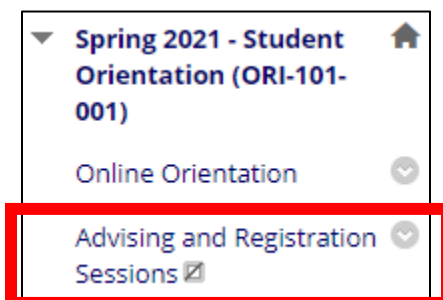 Spring 2021 - Student
Orientation (ORI-101-
001)
Online Orientation
Advising and Registration
Sessions